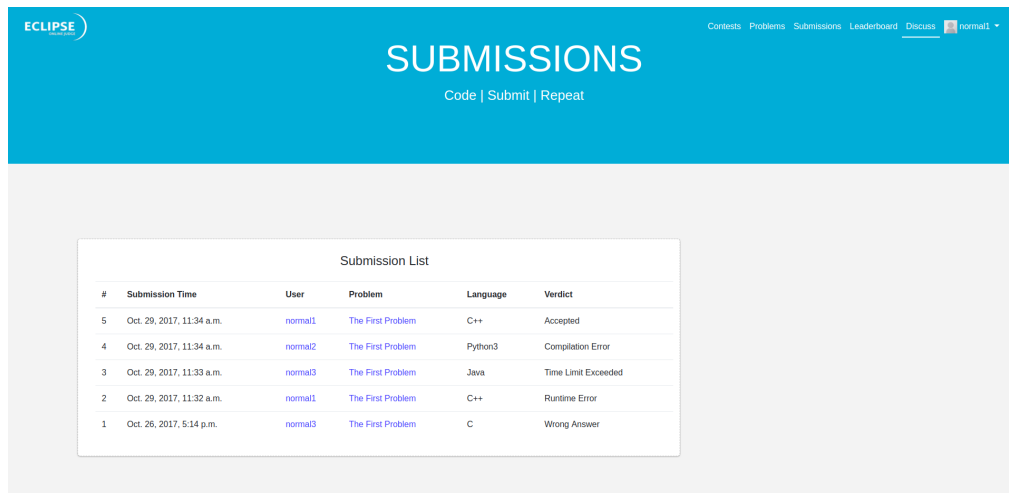 ECLIPSE
Contests Problems Submissions Leaderboard Discuss normal1
SUBMISSIONS
Code | Submit | Repeat
Submission List
# Submission Time User Problem Language Verdict
5 Oct. 29, 2017, 11:34 a.m. normal1 The First Problem C++ Accepted
4 Oct. 29, 2017, 11:34 a.m. normal2 The First Problem Python3 Compilation Error
3 Oct. 29, 2017, 11:33 a.m. normal3 The First Problem Java Time Limit Exceeded
2 Oct. 29, 2017, 11:32 a.m. normal1 The First Problem C++ Runtime Error
1 Oct. 26, 2017, 5:14 p.m. normal3 The First Problem C Wrong Answer